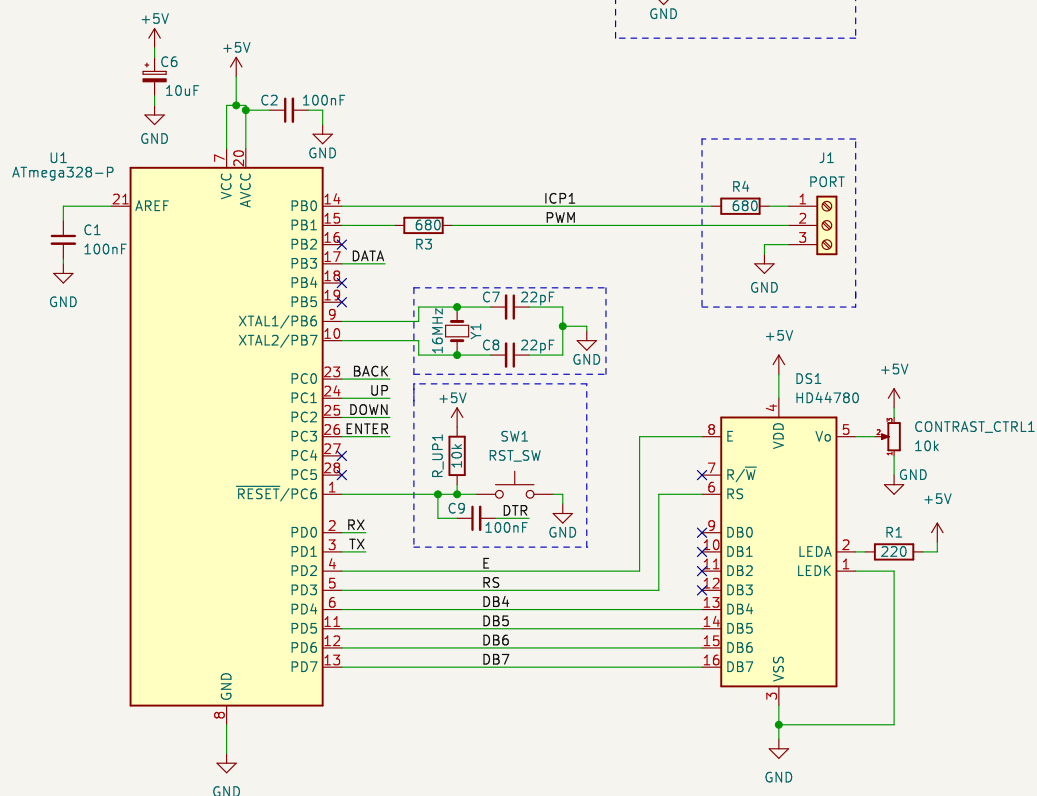 GND
+5V
+5V
C6
10uF
GND
C2 100nF
GND
U1
ATmega328-P
7
20
VCC
AVCC
21
AREF
C1
100nF
GND
PB0 14
PB1 15
PB2 16
PB3 17
PB4 18
PB5 19
XTAL1/PB6 9
XTAL2/PB7 10
PC0 23
PC1 24
PC2 25
PC3 26
PC4 27
PC5 28
RESET/PC6 1
PD0 2
PD1 3
PD2 4
PD3 5
PD4 6
PD5 11
PD6 12
PD7 13
GND
8
GND
ICP1
PWM
680
R3
DATA
BACK
UP
DOWN
ENTER
RX
TX
E
RS
DB4
DB5
DB6
DB7
C7 22pF
16MHz
Y1
C8 22pF
GND
+5V
R_UP1
10k
SW1
RST_SW
C9
100nF
DTR
GND
J1
PORT
R4
680
1
2
3
GND
+5V
DS1
HD44780
4
VDD
8 E
7 R/W
6 RS
9 DB0
10 DB1
11 DB2
12 DB3
13 DB4
14 DB5
15 DB6
16 DB7
Vo 5
LEDA 2
LEDK 1
VSS
3
GND
+5V
3
2
1
CONTRAST_CTRL1
10k
GND
+5V
R1
220